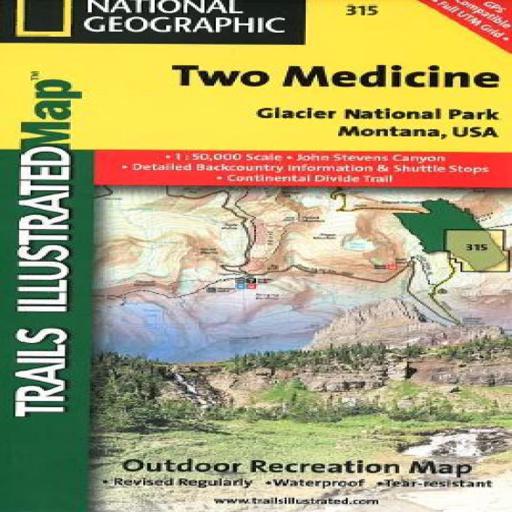 NATIONAL
GEOGRAPHIC
315
GPS
Compatible
Full UTM Grid •
Two Medicine
Glacier National Park
Montana, USA
• 1:50,000 Scale • John Stevens Canyon
• Detailed Backcountry Information & Shuttle Stops
• Continental Divide Trail
TRAILS ILLUSTRATED Map™
315
Outdoor Recreation Map
• Revised Regularly •Waterproof •Tear-resistant
www.trailsillustrated.com